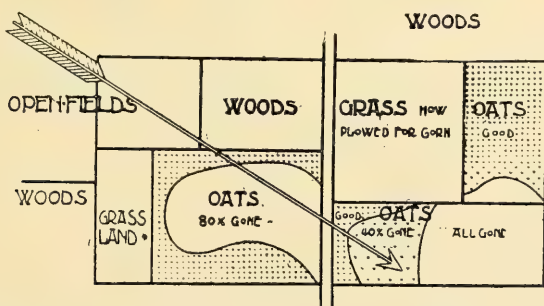 WOODS
OPEN-FIELDS
WOODS
GRASS NOW
PLOWED FOR CORN
OATS
GOOD
WOODS
GRASS
LAND
OATS
80% GONE -
GOOD
OATS
40% GONE
ALL GONE